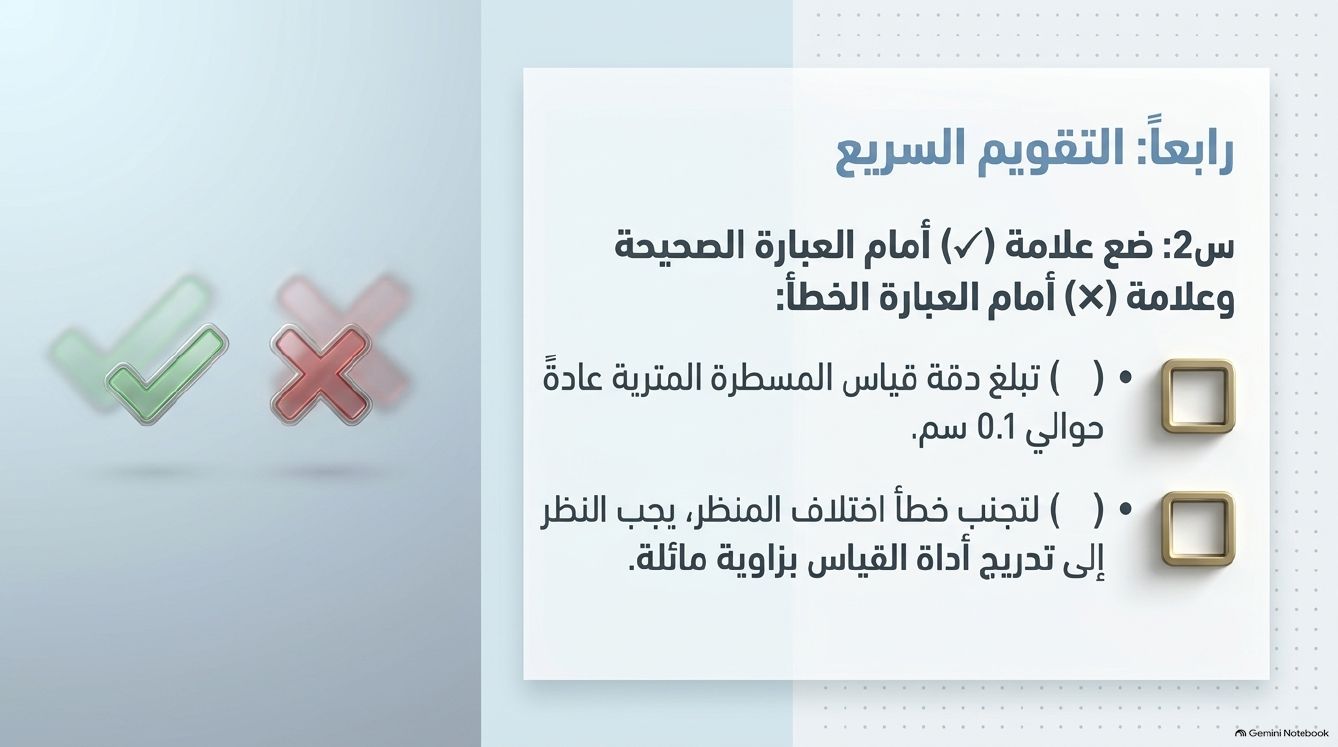 رابعاً: التقويم السريع
س2: ضع علامة (✓) أمام العبارة الصحيحة
وعلامة (×) أمام العبارة الخطأ:
• (  ) تبلغ دقة قياس المسطرة المترية عادةً
حوالي 0.1 سم.
• (  ) لتجنب خطأ اختلاف المنظر، يجب النظر
إلى تدريج أداة القياس بزاوية مائلة.
Gemini Notebook